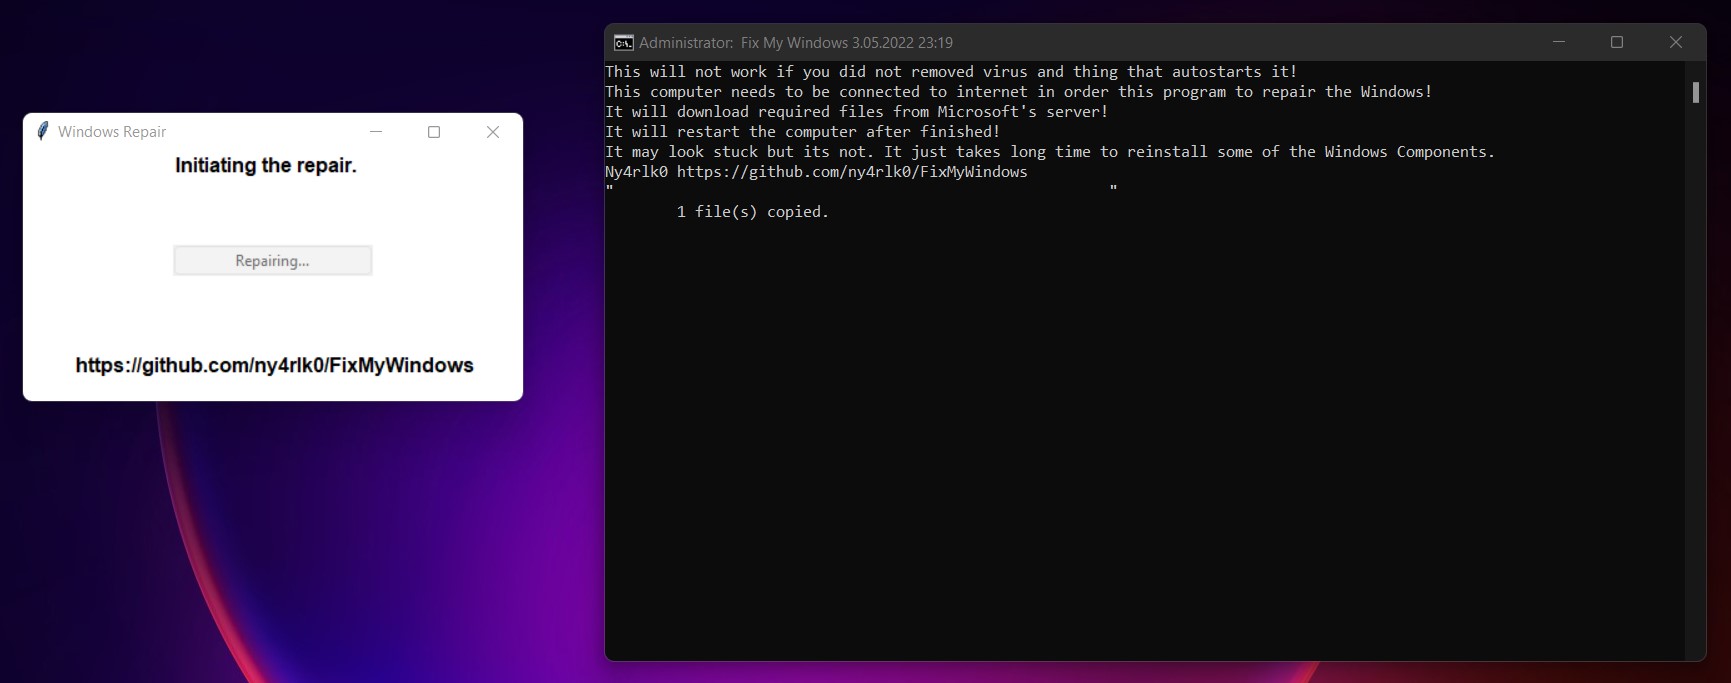 Windows Repair
Initiating the repair.
Repairing...
https://github.com/ny4rlk0/FixMyWindows
Administrator:  Fix My Windows 3.05.2022 23:19
This will not work if you did not removed virus and thing that autostarts it!
This computer needs to be connected to internet in order this program to repair the Windows!
It will download required files from Microsoft's server!
It will restart the computer after finished!
It may look stuck but its not. It just takes long time to reinstall some of the Windows Components.
Ny4rlk0 https://github.com/ny4rlk0/FixMyWindows
"                                                       "
        1 file(s) copied.